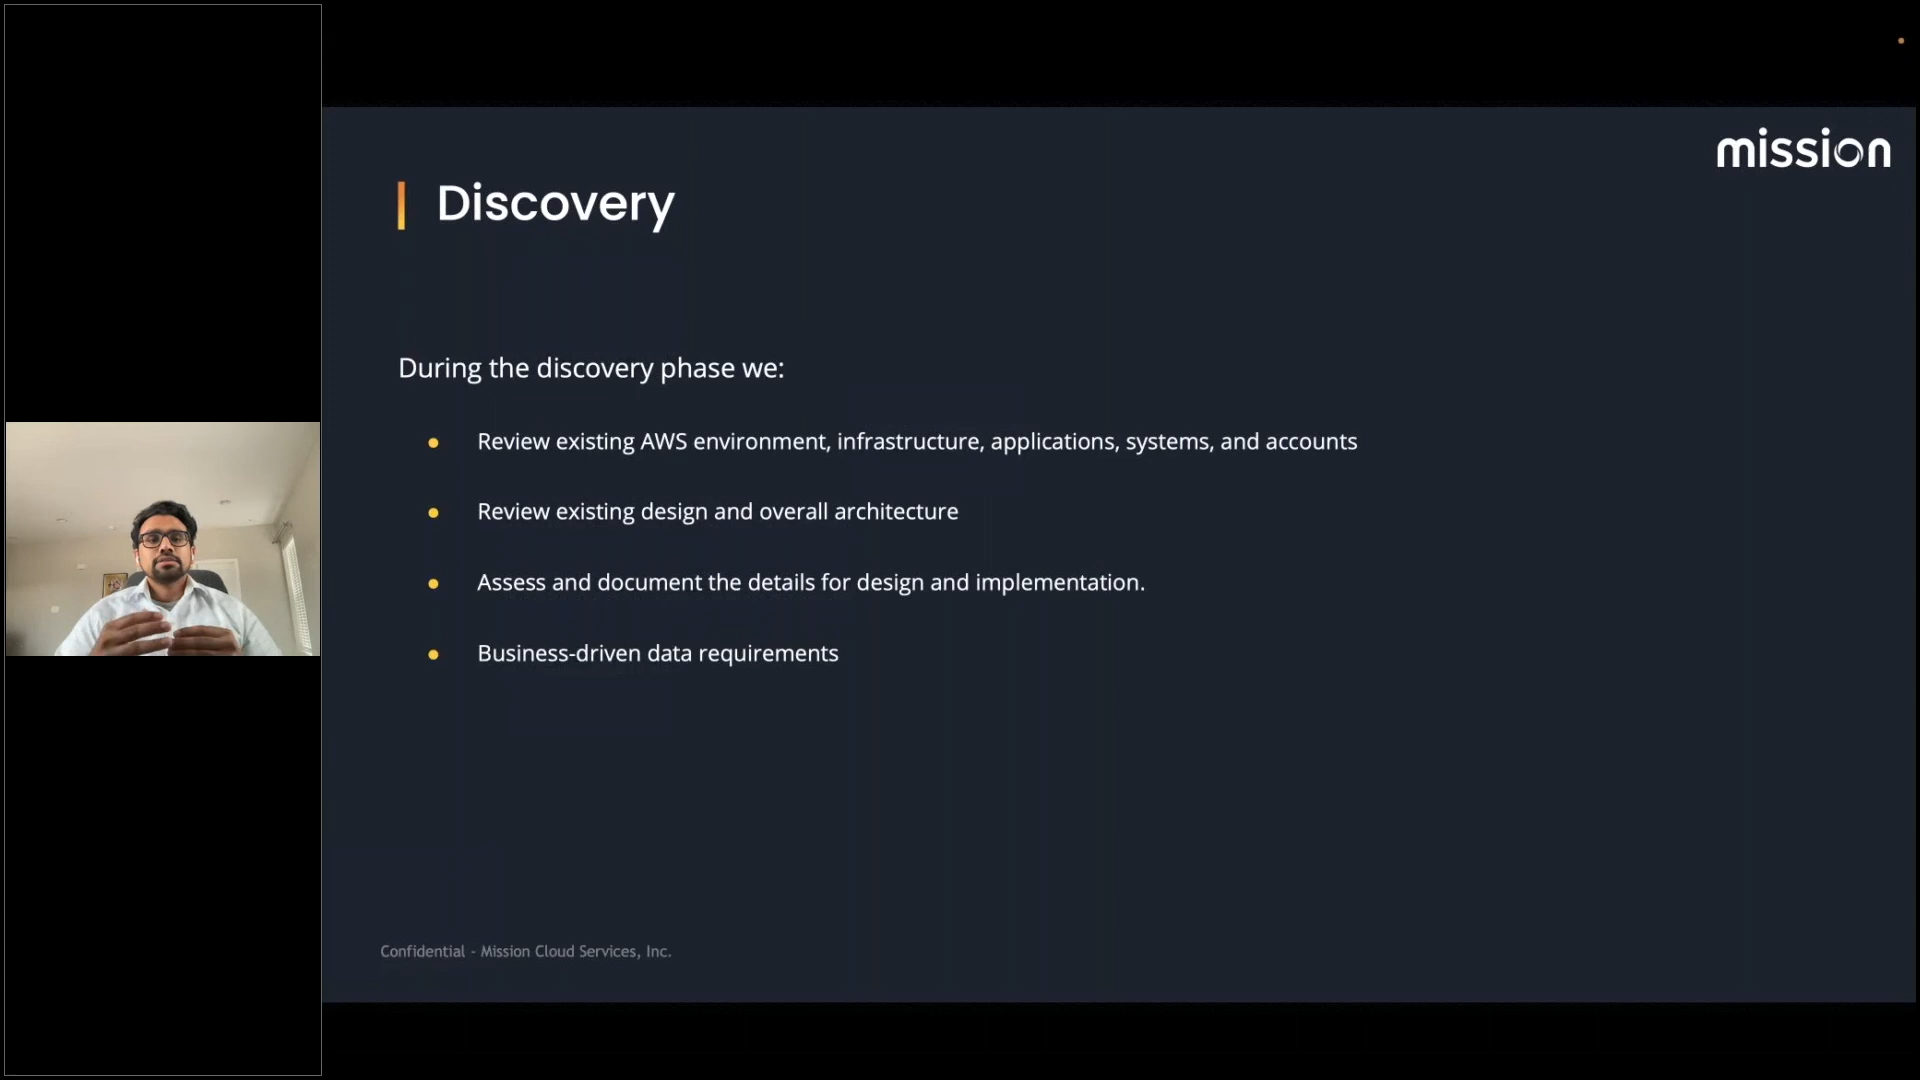 mission
Discovery
During the discovery phase we:
● Review existing AWS environment, infrastructure, applications, systems, and accounts
● Review existing design and overall architecture
● Assess and document the details for design and implementation.
● Business-driven data requirements
Confidential - Mission Cloud Services, Inc.